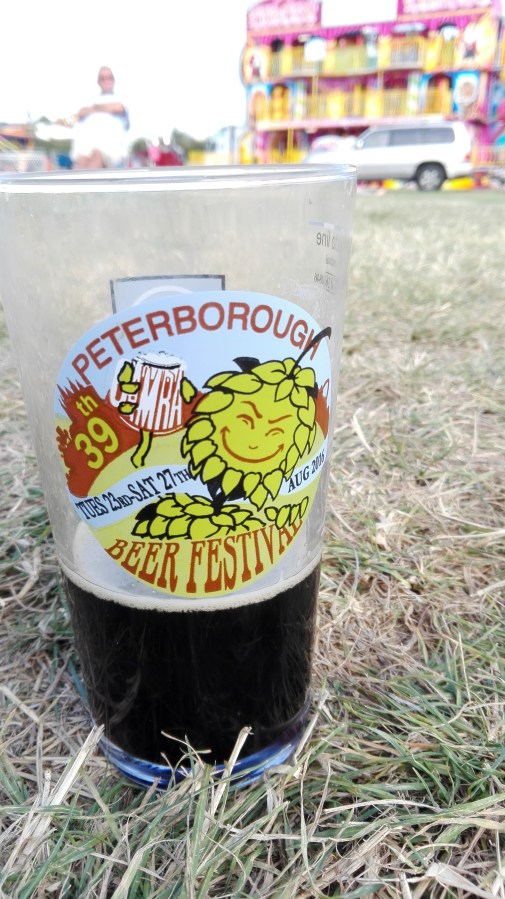 PETERBOROUGH
CAMRA
39th
TUES 23RD-SAT 27TH AUG 2016
BEER FESTIVAL